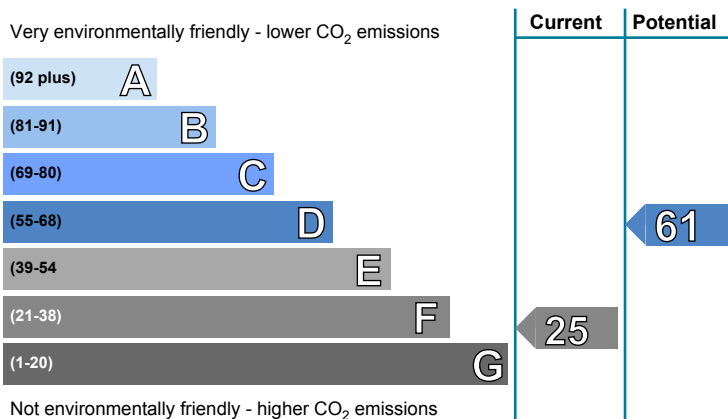 Current Potential
Very environmentally friendly - lower CO2 emissions
(92 plus) A
(81-91) B
(69-80) C
(55-68) D
61
(39-54 E
(21-38) F
25
(1-20) G
Not environmentally friendly - higher CO2 emissions